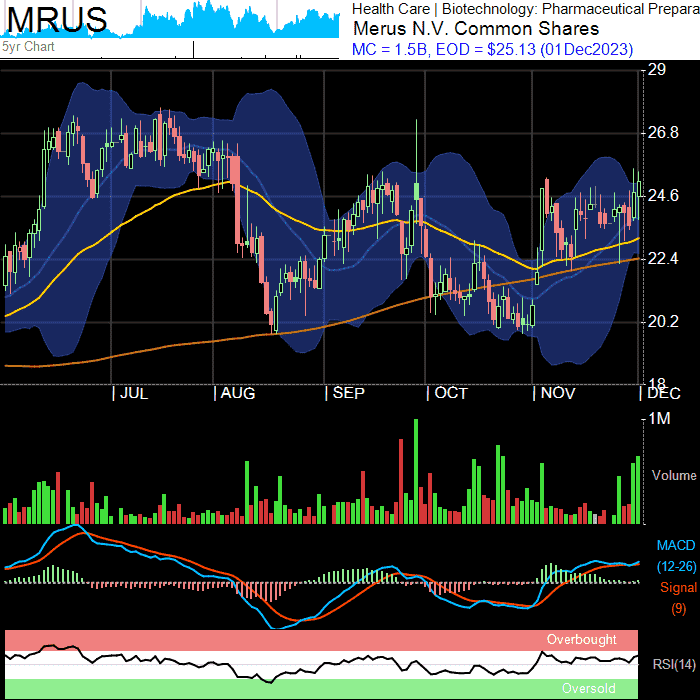 MRUS
Health Care | Biotechnology: Pharmaceutical Prepara
Merus N.V. Common Shares
5yr Chart
MC = 1.5B, EOD = $25.13 (01Dec2023)
29
26.8
24.6
22.4
20.2
18
JUL AUG SEP OCT NOV DEC
1M
Volume
MACD
(12-26)
Signal
(9)
Overbought
RSI(14)
Oversold